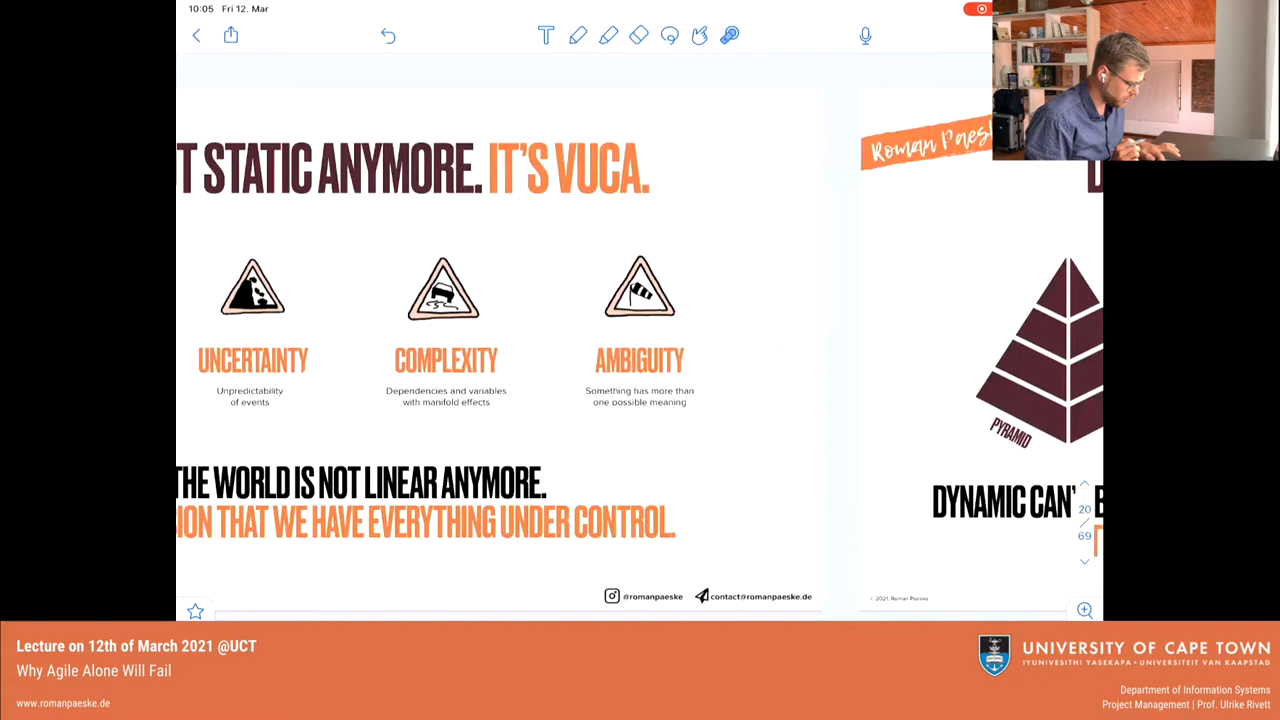 10:05 Fri 12. Mar
T STATIC ANYMORE. IT'S VUCA.
UNCERTAINTY
Unpredictability
of events
COMPLEXITY
Dependencies and variables
with manifold effects
AMBIGUITY
Something has more than
one possible meaning
THE WORLD IS NOT LINEAR ANYMORE.
ION THAT WE HAVE EVERYTHING UNDER CONTROL.
@romanpaeske contact@romanpaeske.de
Roman Paes
PYRAMID
DYNAMIC CAN'
20
69
© 2021, Roman Paeske
Lecture on 12th of March 2021 @UCT
Why Agile Alone Will Fail
www.romanpaeske.de
UNIVERSITY OF CAPE TOWN
IYUNIVESITHI YASEKAPA • UNIVERSITEIT VAN KAAPSTAD
Department of Information Systems
Project Management | Prof. Ulrike Rivett